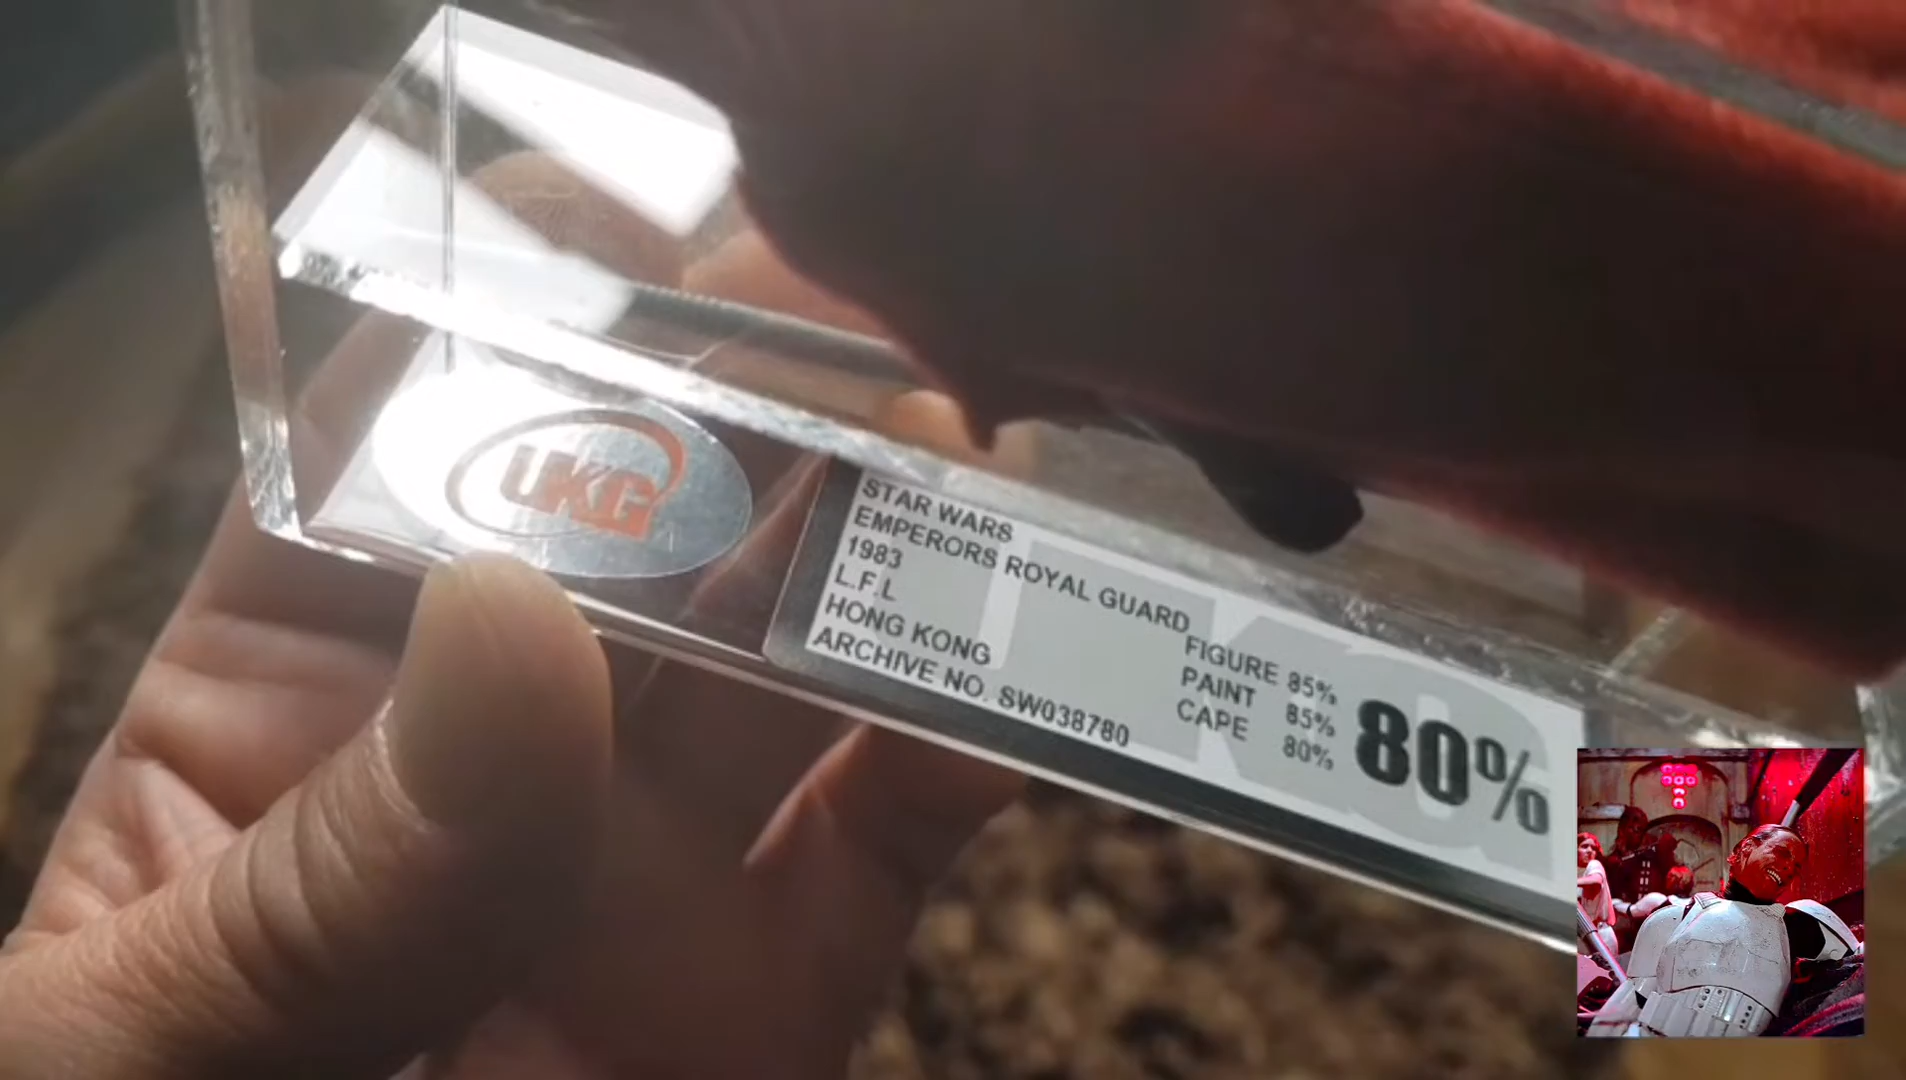 UKG
STAR WARS
EMPERORS ROYAL GUARD
1983
L.F.L
HONG KONG
ARCHIVE NO. SW038780
FIGURE 85%
PAINT 85%
CAPE 80%
80%